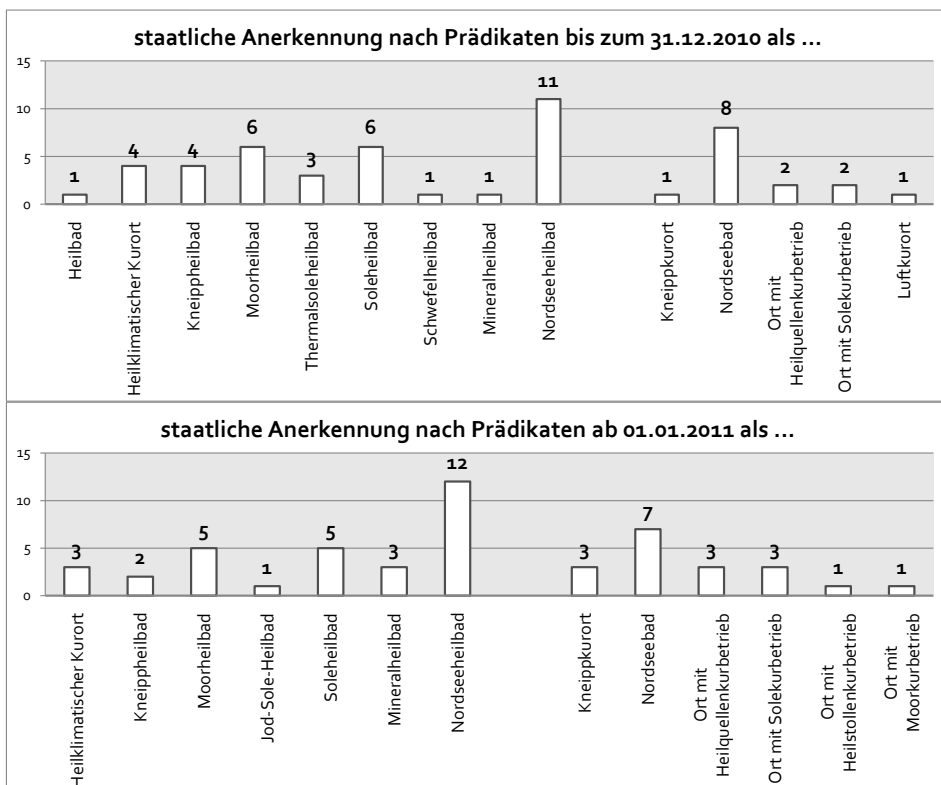 staatliche Anerkennung nach Prädikaten bis zum 31.12.2010 als ...
15
10
5
0
1
4
4
6
3
6
1
1
11
1
8
2
2
1
Heilbad
Heilklimatischer Kurort
Kneippheilbad
Moorheilbad
Thermalsoleheilbad
Soleheilbad
Schwefelheilbad
Mineralheilbad
Nordseeheilbad
Kneippkurort
Nordseebad
Ort mit
Heilquellenkurbetrieb
Ort mit Solekurbetrieb
Luftkurort
staatliche Anerkennung nach Prädikaten ab 01.01.2011 als ...
15
10
5
0
3
2
5
1
5
3
12
3
7
3
3
1
1
Heilklimatischer Kurort
Kneippheilbad
Moorheilbad
Jod-Sole-Heilbad
Soleheilbad
Mineralheilbad
Nordseeheilbad
Kneippkurort
Nordseebad
Ort mit
Heilquellenkurbetrieb
Ort mit Solekurbetrieb
Ort mit
Heilstollenkurbetrieb
Ort mit
Moorkurbetrieb